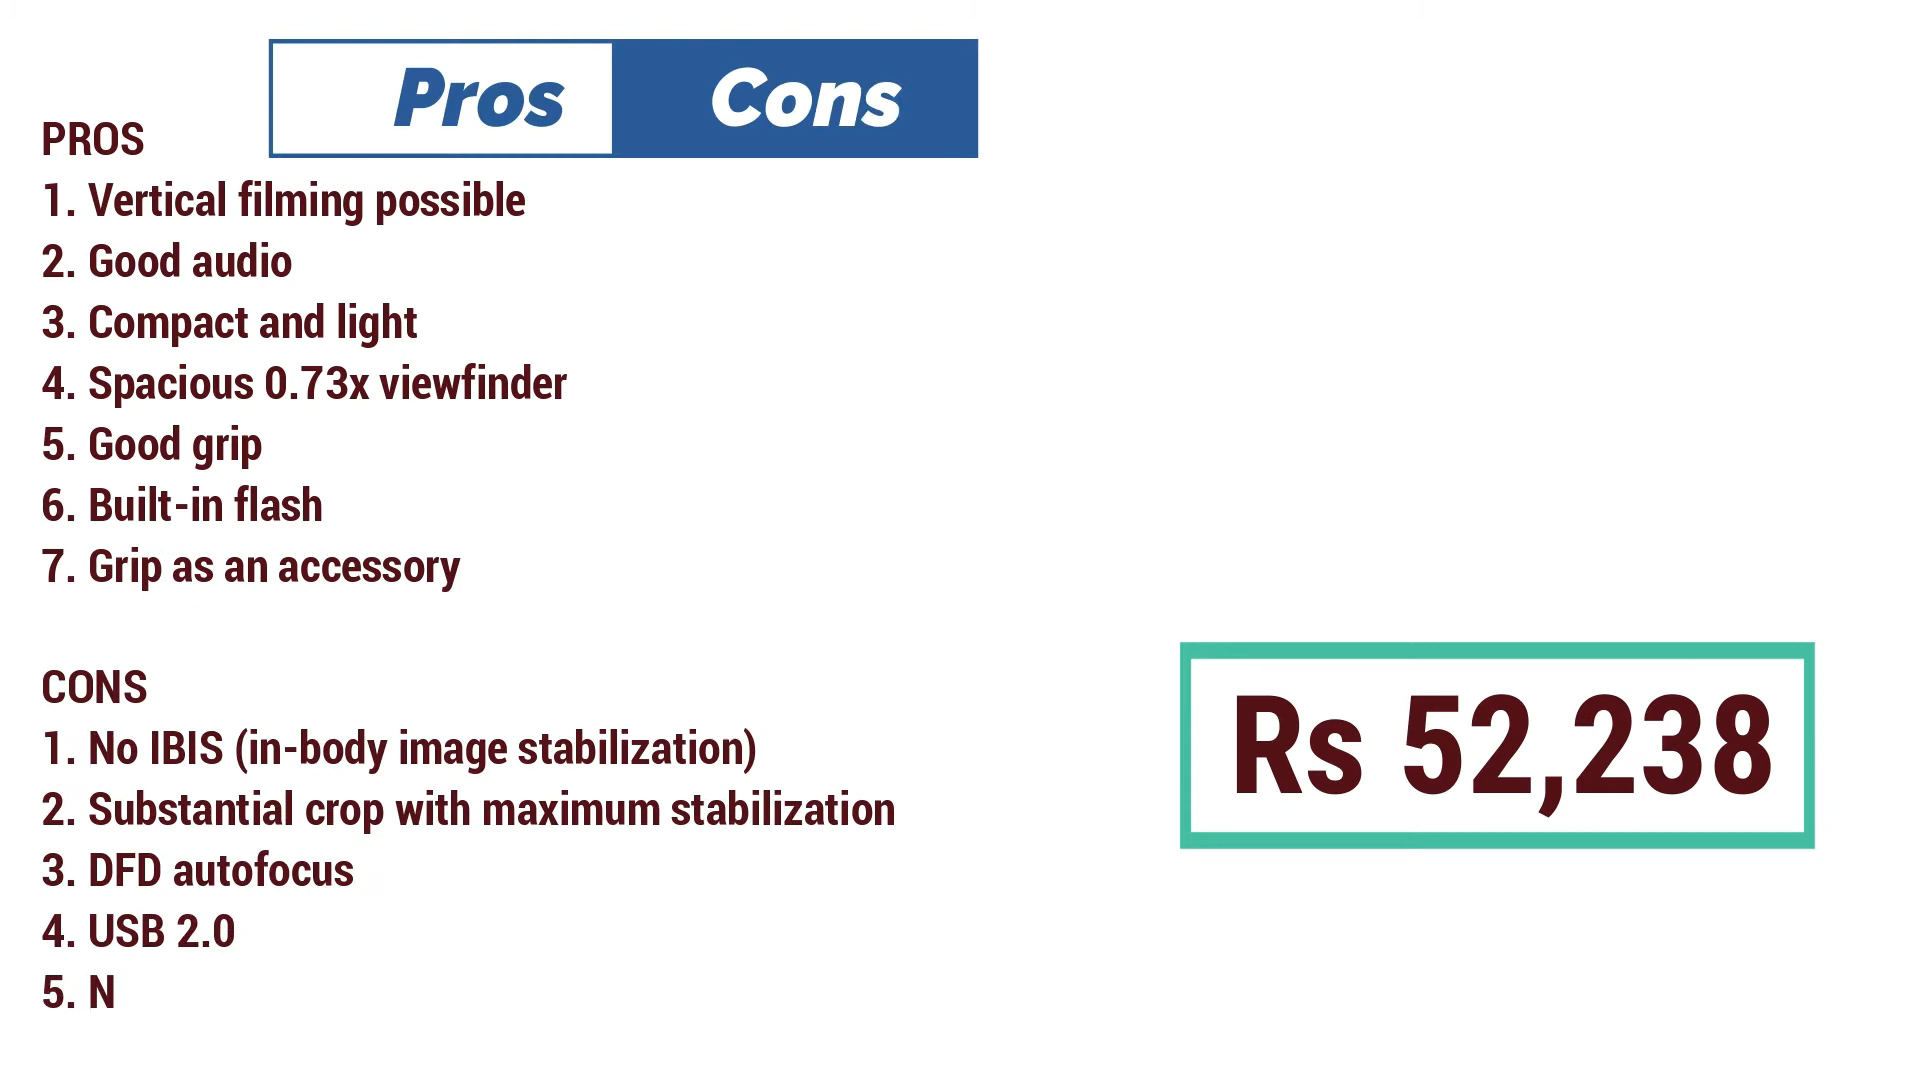 Pros Cons
PROS
1. Vertical filming possible
2. Good audio
3. Compact and light
4. Spacious 0.73x viewfinder
5. Good grip
6. Built-in flash
7. Grip as an accessory
CONS
1. No IBIS (in-body image stabilization)
2. Substantial crop with maximum stabilization
3. DFD autofocus
4. USB 2.0
5. N
Rs 52,238